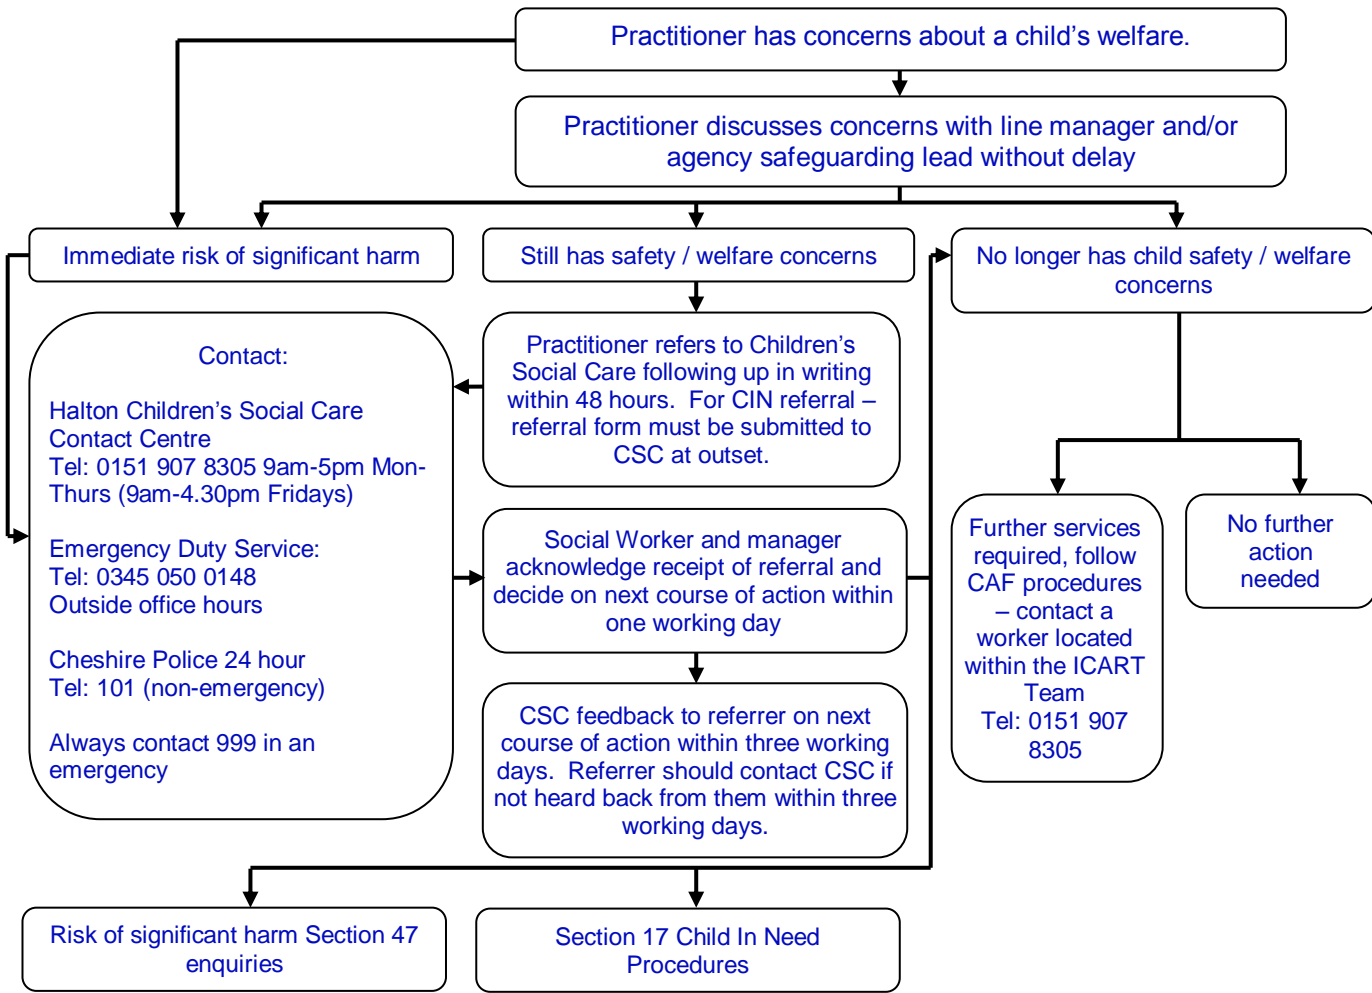 Practitioner has concerns about a child’s welfare.
Practitioner discusses concerns with line manager and/or
agency safeguarding lead without delay
Immediate risk of significant harm
Still has safety / welfare concerns
No longer has child safety / welfare
concerns
Contact:
Halton Children’s Social Care
Contact Centre
Tel: 0151 907 8305 9am-5pm Mon-
Thurs (9am-4.30pm Fridays)
Emergency Duty Service:
Tel: 0345 050 0148
Outside office hours
Cheshire Police 24 hour
Tel: 101 (non-emergency)
Always contact 999 in an
emergency
Practitioner refers to Children’s
Social Care following up in writing
within 48 hours.  For CIN referral –
referral form must be submitted to
CSC at outset.
Social Worker and manager
acknowledge receipt of referral and
decide on next course of action within
one working day
CSC feedback to referrer on next
course of action within three working
days.  Referrer should contact CSC if
not heard back from them within three
working days.
Further services
required, follow
CAF procedures
– contact a
worker located
within the ICART
Team
Tel: 0151 907
8305
No further
action
needed
Risk of significant harm Section 47
enquiries
Section 17 Child In Need
Procedures